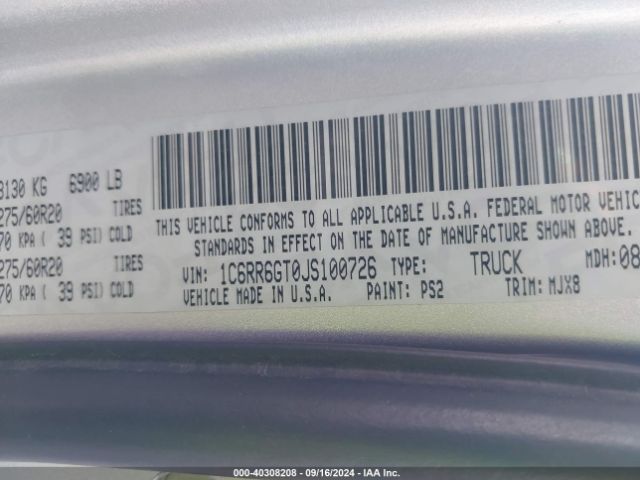 3130 KG 6900 LB
275/60R20 TIRES
70 KPA ( 39 PSI) COLD
275/60R20 TIRES
70 KPA ( 39 PSI) COLD
THIS VEHICLE CONFORMS TO ALL APPLICABLE U.S.A. FEDERAL MOTOR VEHIC
STANDARDS IN EFFECT ON THE DATE OF MANUFACTURE SHOWN ABOVE.
VIN: 1C6RR6GT0JS100726 TYPE: TRUCK MDH:08
VEHICLE MADE IN U.S.A. PAINT: PS2 TRIM: MJX8
000-40308208 - 09/16/2024 - IAA Inc.